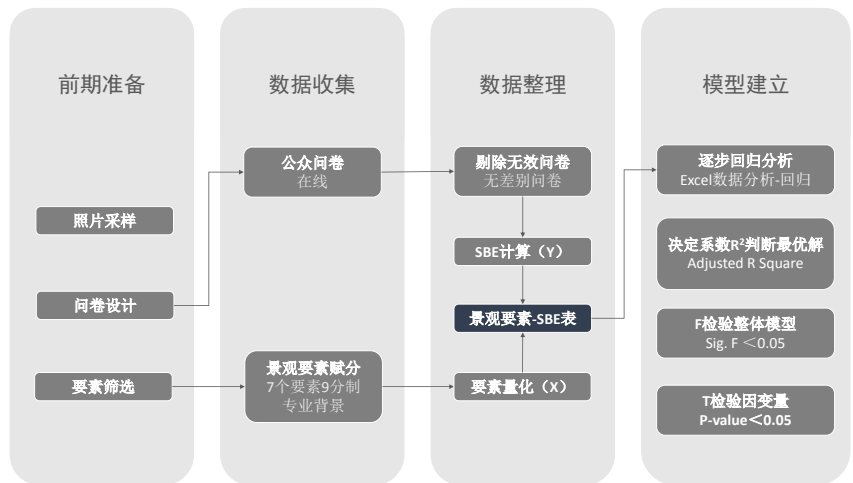 前期准备
照片采样
问卷设计
要素筛选
数据收集
公众问卷
在线
景观要素赋分
7个要素9分制
专业背景
数据整理
剔除无效问卷
无差别问卷
SBE计算（Y）
景观要素-SBE表
要素量化（X）
模型建立
逐步回归分析
Excel数据分析-回归
决定系数R²判断最优解
Adjusted R Square
F检验整体模型
Sig. F ＜0.05
T检验因变量
P-value＜0.05